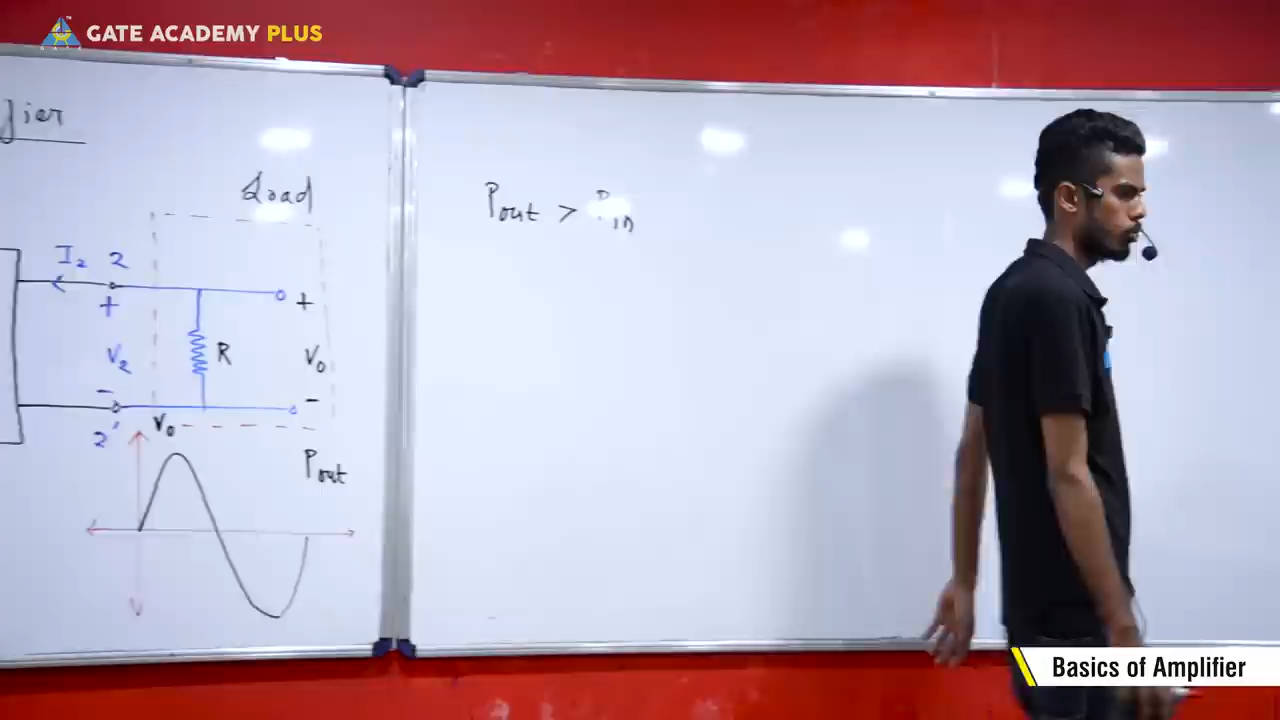 GATE ACADEMY PLUS
fier
Load
I2 2
+
+
V2
R
V0
-
-
2'
V0
Pout
Pout > Pin
Basics of Amplifier